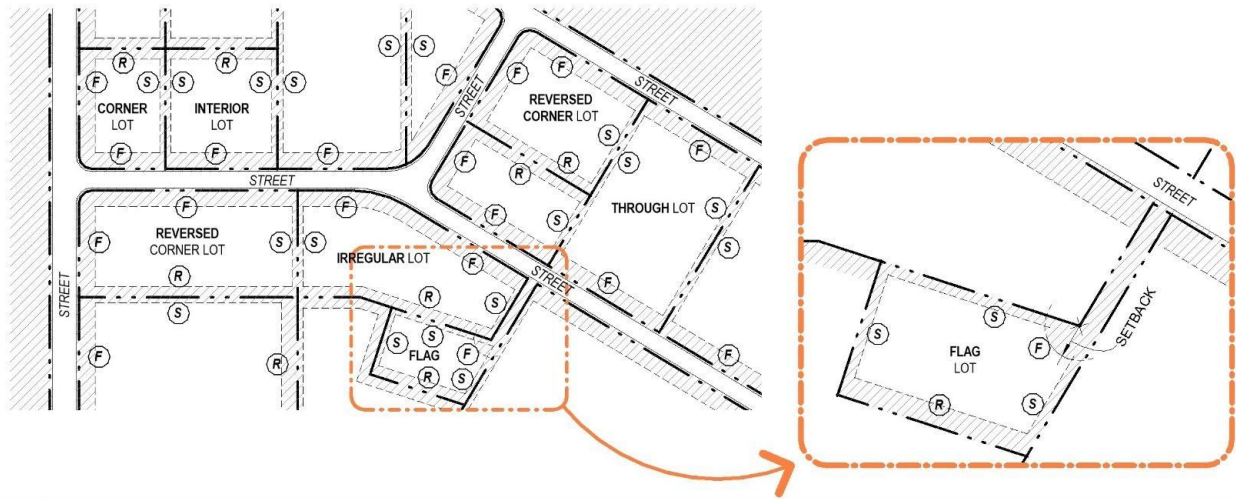 S S
F
R R
F S S S S
CORNER
LOT
INTERIOR
LOT
F F F
STREET
STREET
F F
STREET
REVERSED
CORNER LOT
S
S
F
F
R
S
F
S
THROUGH LOT
S
S
F
F
F
REVERSED
CORNER LOT
F
S S
R
S
STREET
F
R
IRREGULAR LOT
F
STREET
R
S
S
S
F
FLAG
R
S
F
STREET
S
S
F
SETBACK
FLAG
LOT
R
S